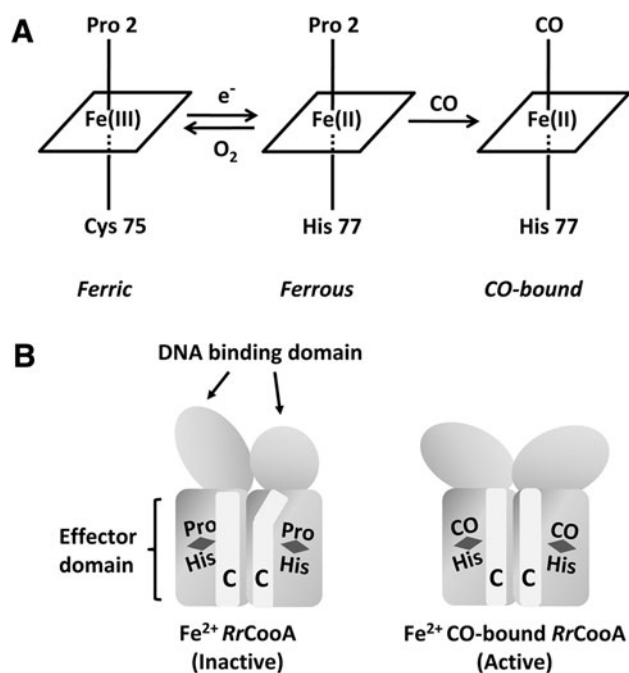 A
Pro 2 Pro 2 CO
Fe(III) e⁻ O₂ Fe(II) CO Fe(II)
Cys 75 His 77 His 77
Ferric Ferrous CO-bound
B
DNA binding domain
Effector domain
Pro His C C Pro His
CO His C C CO His
Fe²⁺ RrCooA
(Inactive)
Fe²⁺ CO-bound RrCooA
(Active)